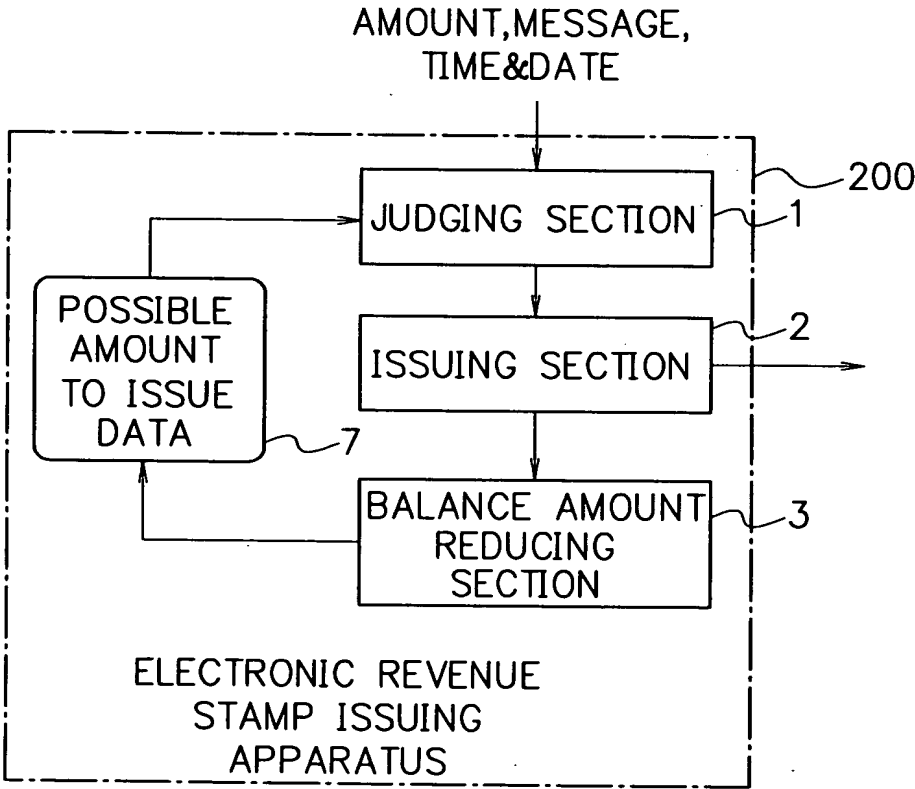 AMOUNT,MESSAGE,
TIME&DATE
200
JUDGING SECTION
1
POSSIBLE
AMOUNT
TO ISSUE
DATA
7
2
ISSUING SECTION
BALANCE AMOUNT
REDUCING
SECTION
3
ELECTRONIC REVENUE
STAMP ISSUING
APPARATUS